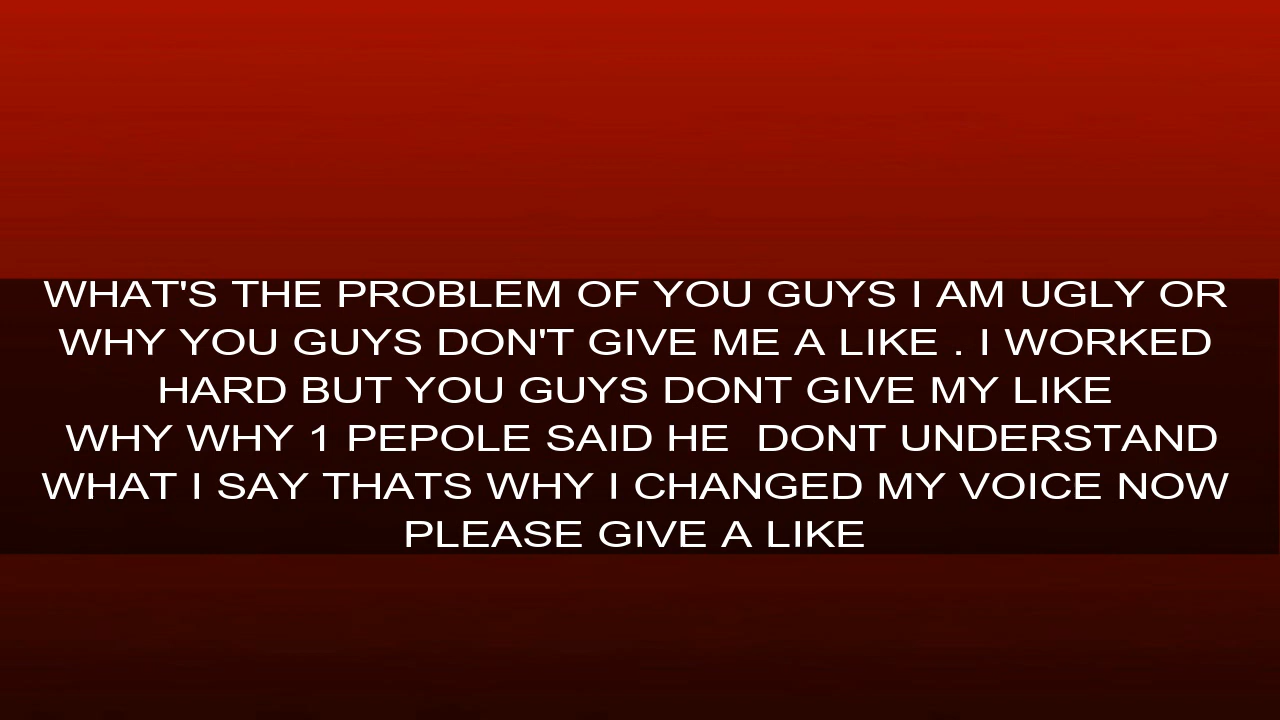 WHAT'S THE PROBLEM OF YOU GUYS I AM UGLY OR
WHY YOU GUYS DON'T GIVE ME A LIKE . I WORKED
HARD BUT YOU GUYS DONT GIVE MY LIKE
WHY WHY 1 PEPOLE SAID HE  DONT UNDERSTAND
WHAT I SAY THATS WHY I CHANGED MY VOICE NOW
PLEASE GIVE A LIKE